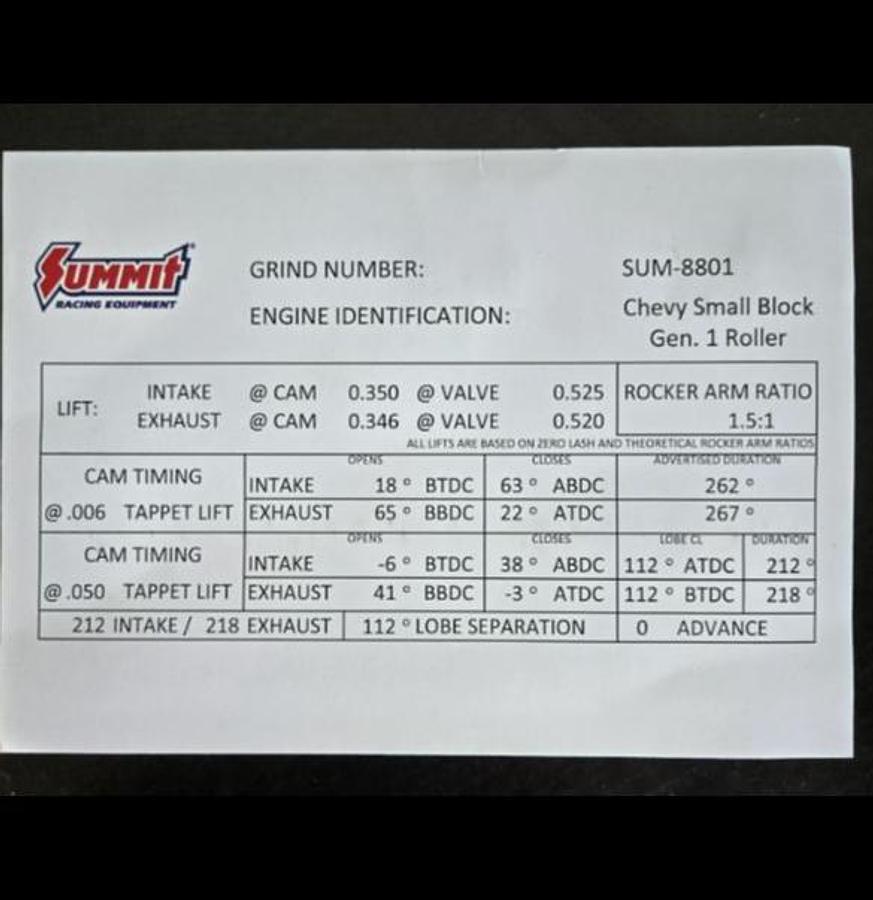 SUMMIT®
RACING EQUIPMENT
GRIND NUMBER: SUM-8801
ENGINE IDENTIFICATION: Chevy Small Block
Gen. 1 Roller
LIFT: INTAKE @ CAM 0.350 @ VALVE 0.525 ROCKER ARM RATIO
EXHAUST @ CAM 0.346 @ VALVE 0.520 1.5:1
ALL LIFTS ARE BASED ON ZERO LASH AND THEORETICAL ROCKER ARM RATIOS
OPENS CLOSES ADVERTISED DURATION
CAM TIMING INTAKE 18° BTDC 63° ABDC 262°
@ .006 TAPPET LIFT EXHAUST 65° BBDC 22° ATDC 267°
OPENS CLOSES LOBE CL DURATION
CAM TIMING INTAKE -6° BTDC 38° ABDC 112° ATDC 212°
@ .050 TAPPET LIFT EXHAUST 41° BBDC -3° ATDC 112° BTDC 218°
212 INTAKE / 218 EXHAUST 112° LOBE SEPARATION 0 ADVANCE